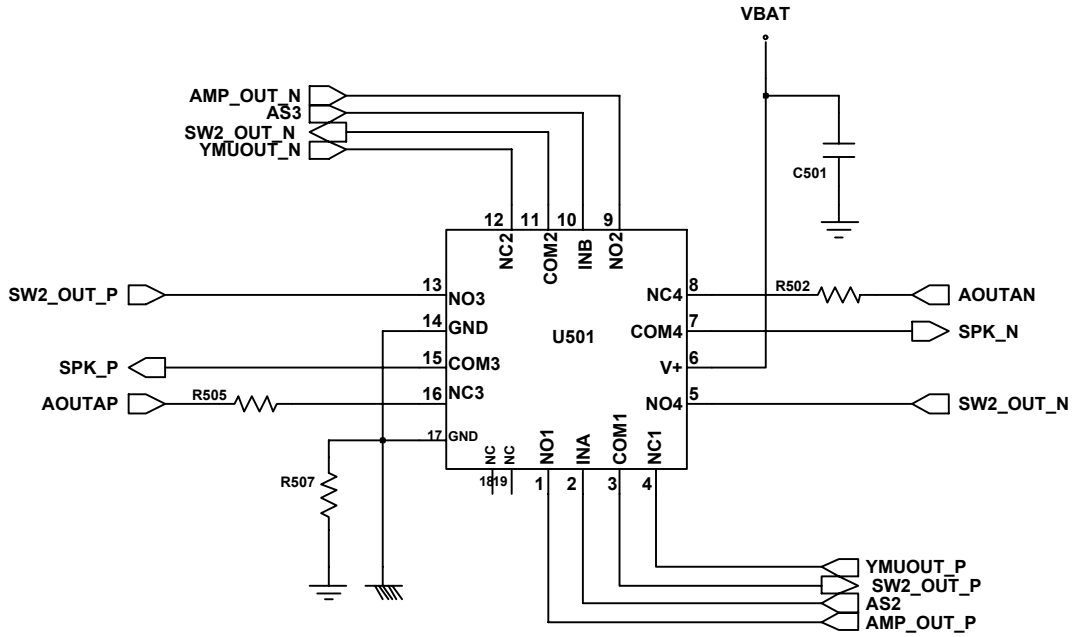 VBAT
AMP_OUT_N
AS3
SW2_OUT_N
YMUOUT_N
C501
12 11 10 9
NC2 COM2 INB NO2
SW2_OUT_P 13 NO3
NC4 8 R502 AOUTAN
14 GND
U501
COM4 7 SPK_N
SPK_P 15 COM3
V+ 6
AOUTAP R505 16 NC3
NO4 5 SW2_OUT_N
17 GND
NC NC NO1 INA COM1 NC1
R507
18 19 1 2 3 4
YMUOUT_P
SW2_OUT_P
AS2
AMP_OUT_P